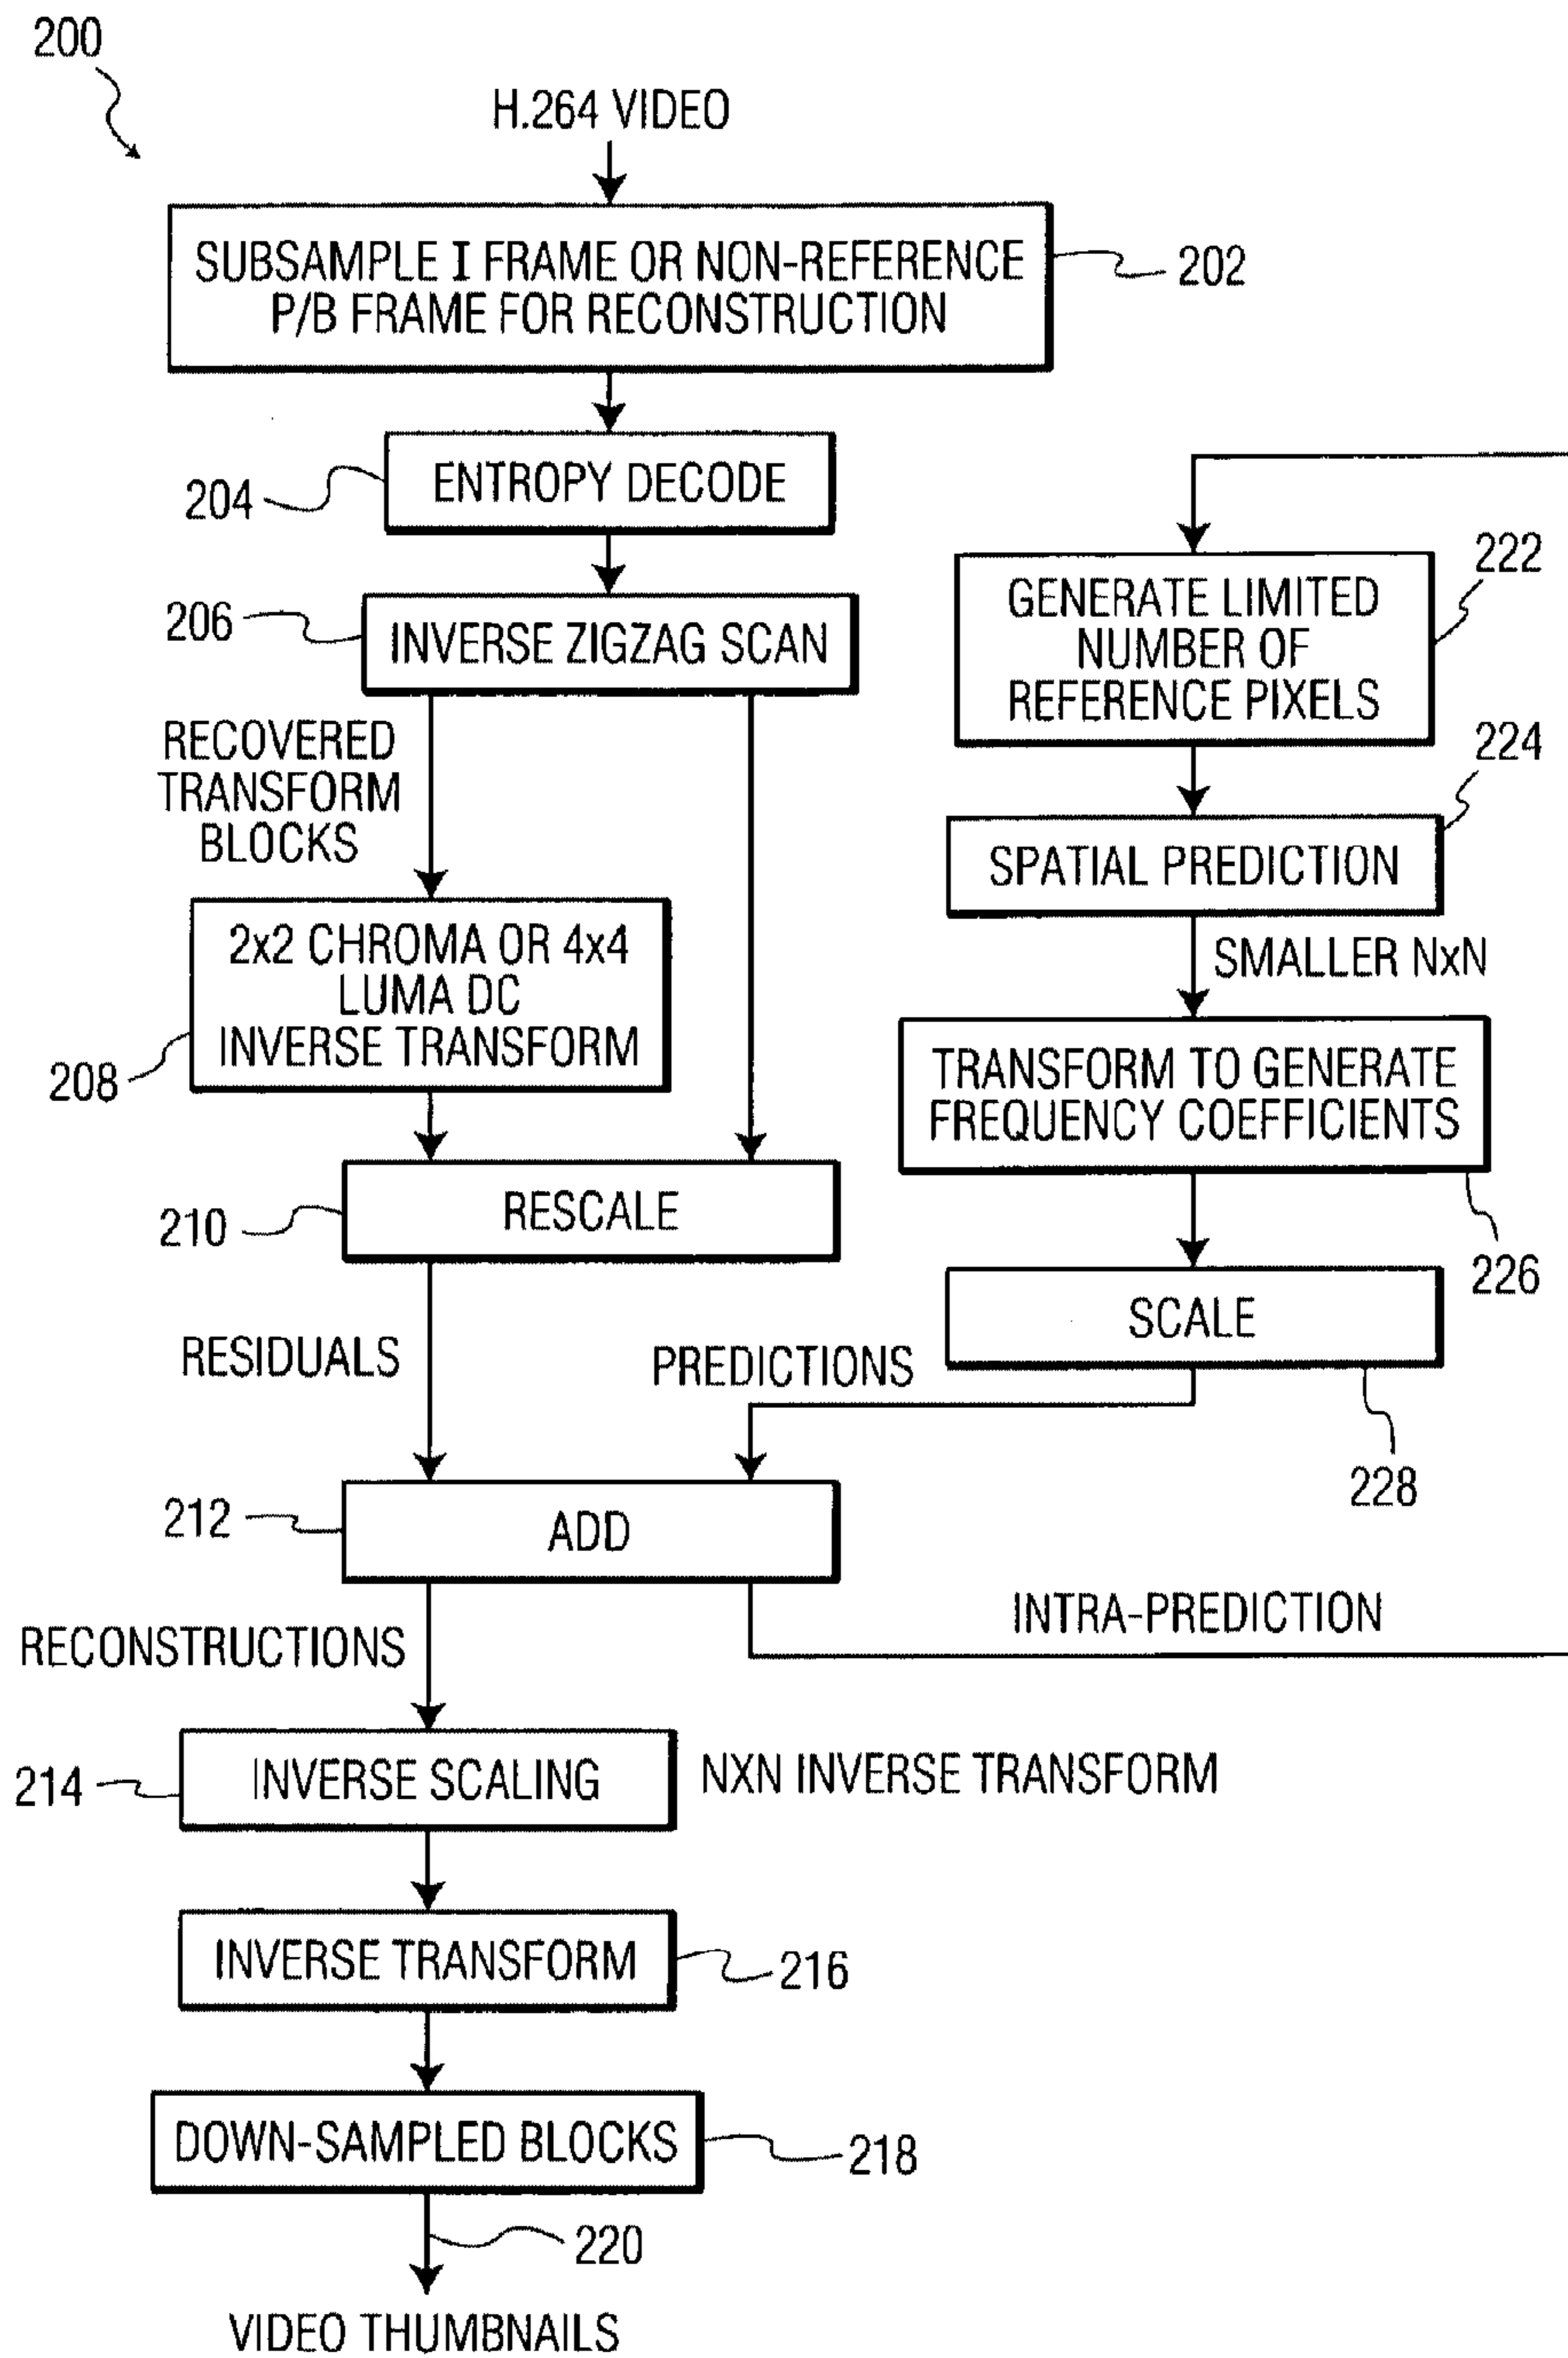 200
H.264 VIDEO
SUBSAMPLE I FRAME OR NON-REFERENCE
P/B FRAME FOR RECONSTRUCTION
202
ENTROPY DECODE
204
INVERSE ZIGZAG SCAN
206
RECOVERED
TRANSFORM
BLOCKS
2x2 CHROMA OR 4x4
LUMA DC
INVERSE TRANSFORM
208
RESCALE
210
RESIDUALS
PREDICTIONS
ADD
212
RECONSTRUCTIONS
INTRA-PREDICTION
GENERATE LIMITED
NUMBER OF
REFERENCE PIXELS
222
SPATIAL PREDICTION
224
SMALLER NxN
TRANSFORM TO GENERATE
FREQUENCY COEFFICIENTS
226
SCALE
228
INVERSE SCALING
214
NXN INVERSE TRANSFORM
INVERSE TRANSFORM
216
DOWN-SAMPLED BLOCKS
218
220
VIDEO THUMBNAILS